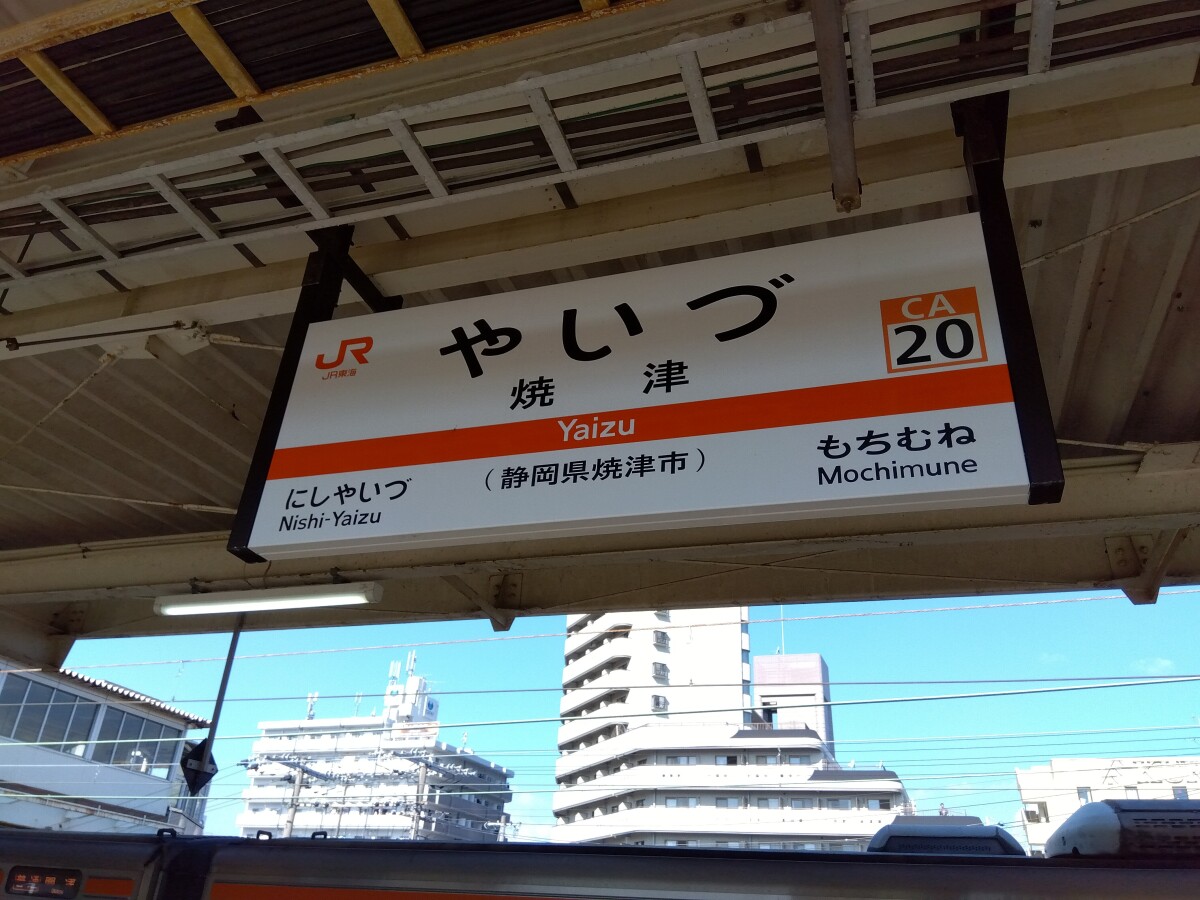 JR
JR東海
やいづ
CA
20
焼津
Yaizu
にしやいづ
Nishi-Yaizu
(静岡県焼津市)
もちむね
Mochimune